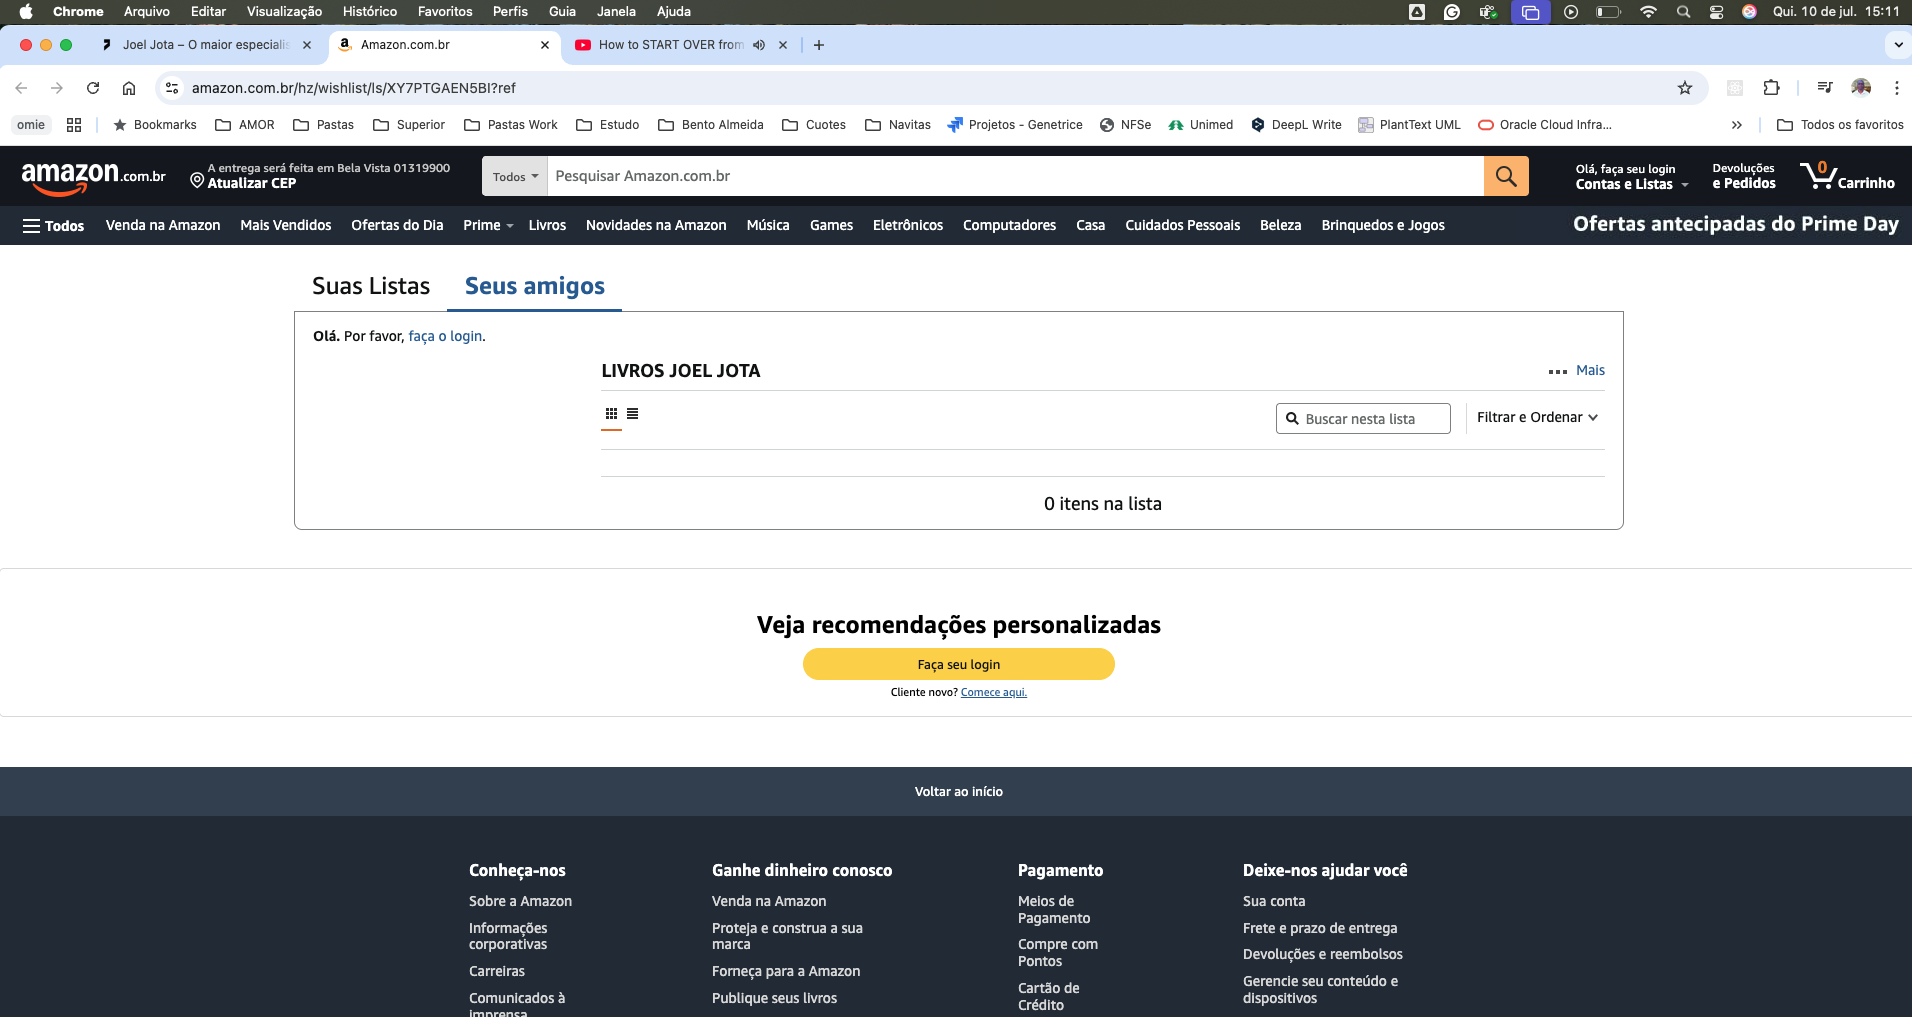 Chrome Arquivo Editar Visualização Histórico Favoritos Perfis Guia Janela Ajuda Qui. 10 de jul. 15:11
Joel Jota – O maior especialis Amazon.com.br How to START OVER from
amazon.com.br/hz/wishlist/ls/XY7PTGAEN5BI?ref
omie Bookmarks AMOR Pastas Superior Pastas Work Estudo Bento Almeida Cuotes Navitas Projetos - Genetrice NFSe Unimed DeepL Write PlantText UML Oracle Cloud Infra... » Todos os favoritos
amazon.com.br
A entrega será feita em Bela Vista 01319900
Atualizar CEP
Todos Pesquisar Amazon.com.br
Olá, faça seu login
Contas e Listas
Devoluções
e Pedidos
0
Carrinho
Todos Venda na Amazon Mais Vendidos Ofertas do Dia Prime Livros Novidades na Amazon Música Games Eletrônicos Computadores Casa Cuidados Pessoais Beleza Brinquedos e Jogos Ofertas antecipadas do Prime Day
Suas Listas Seus amigos
Olá. Por favor, faça o login.
LIVROS JOEL JOTA Mais
Buscar nesta lista Filtrar e Ordenar
0 itens na lista
Veja recomendações personalizadas
Faça seu login
Cliente novo? Comece aqui.
Voltar ao início
Conheça-nos
Sobre a Amazon
Informações
corporativas
Carreiras
Comunicados à
imprensa
Ganhe dinheiro conosco
Venda na Amazon
Proteja e construa a sua
marca
Forneça para a Amazon
Publique seus livros
Pagamento
Meios de
Pagamento
Compre com
Pontos
Cartão de
Crédito
Deixe-nos ajudar você
Sua conta
Frete e prazo de entrega
Devoluções e reembolsos
Gerencie seu conteúdo e
dispositivos